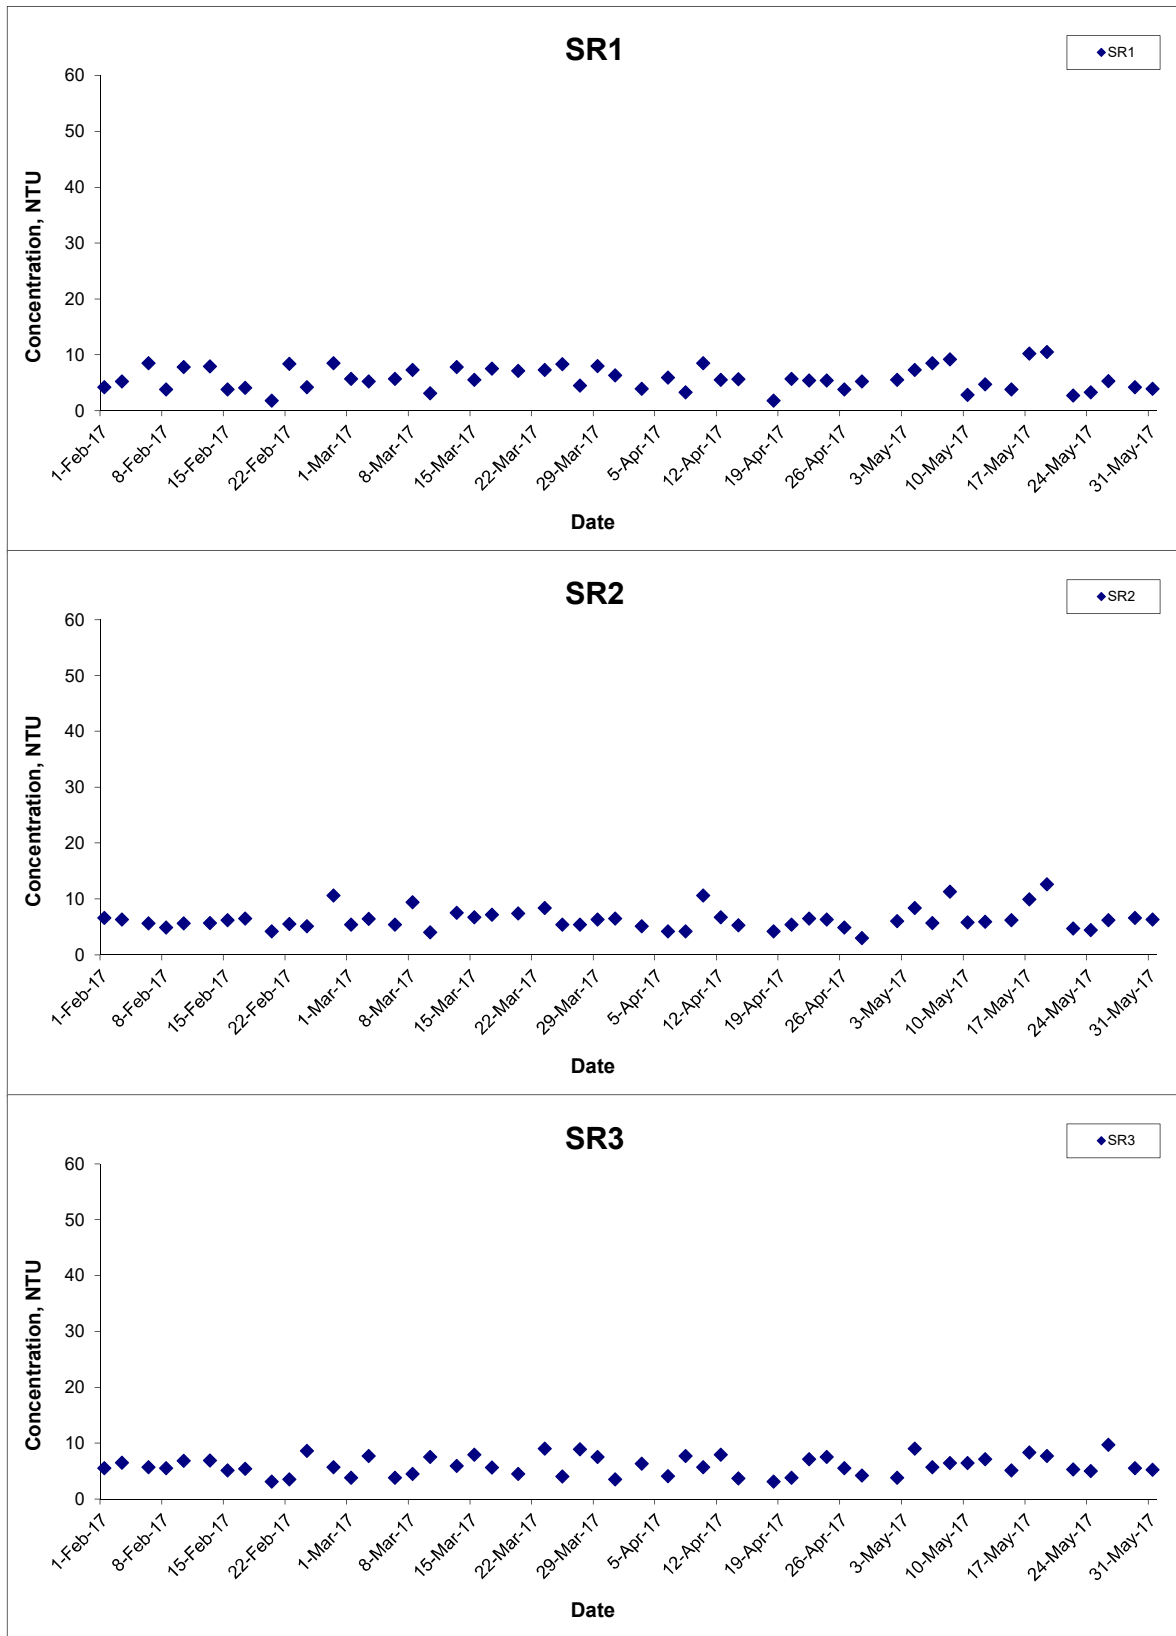 SR1
SR1
60
50
40
30
20
10
0
Concentration, NTU
1-Feb-17
8-Feb-17
15-Feb-17
22-Feb-17
1-Mar-17
8-Mar-17
15-Mar-17
22-Mar-17
29-Mar-17
5-Apr-17
12-Apr-17
19-Apr-17
26-Apr-17
3-May-17
10-May-17
17-May-17
24-May-17
31-May-17
Date
SR2
SR2
60
50
40
30
20
10
0
Concentration, NTU
1-Feb-17
8-Feb-17
15-Feb-17
22-Feb-17
1-Mar-17
8-Mar-17
15-Mar-17
22-Mar-17
29-Mar-17
5-Apr-17
12-Apr-17
19-Apr-17
26-Apr-17
3-May-17
10-May-17
17-May-17
24-May-17
31-May-17
Date
SR3
SR3
60
50
40
30
20
10
0
Concentration, NTU
1-Feb-17
8-Feb-17
15-Feb-17
22-Feb-17
1-Mar-17
8-Mar-17
15-Mar-17
22-Mar-17
29-Mar-17
5-Apr-17
12-Apr-17
19-Apr-17
26-Apr-17
3-May-17
10-May-17
17-May-17
24-May-17
31-May-17
Date